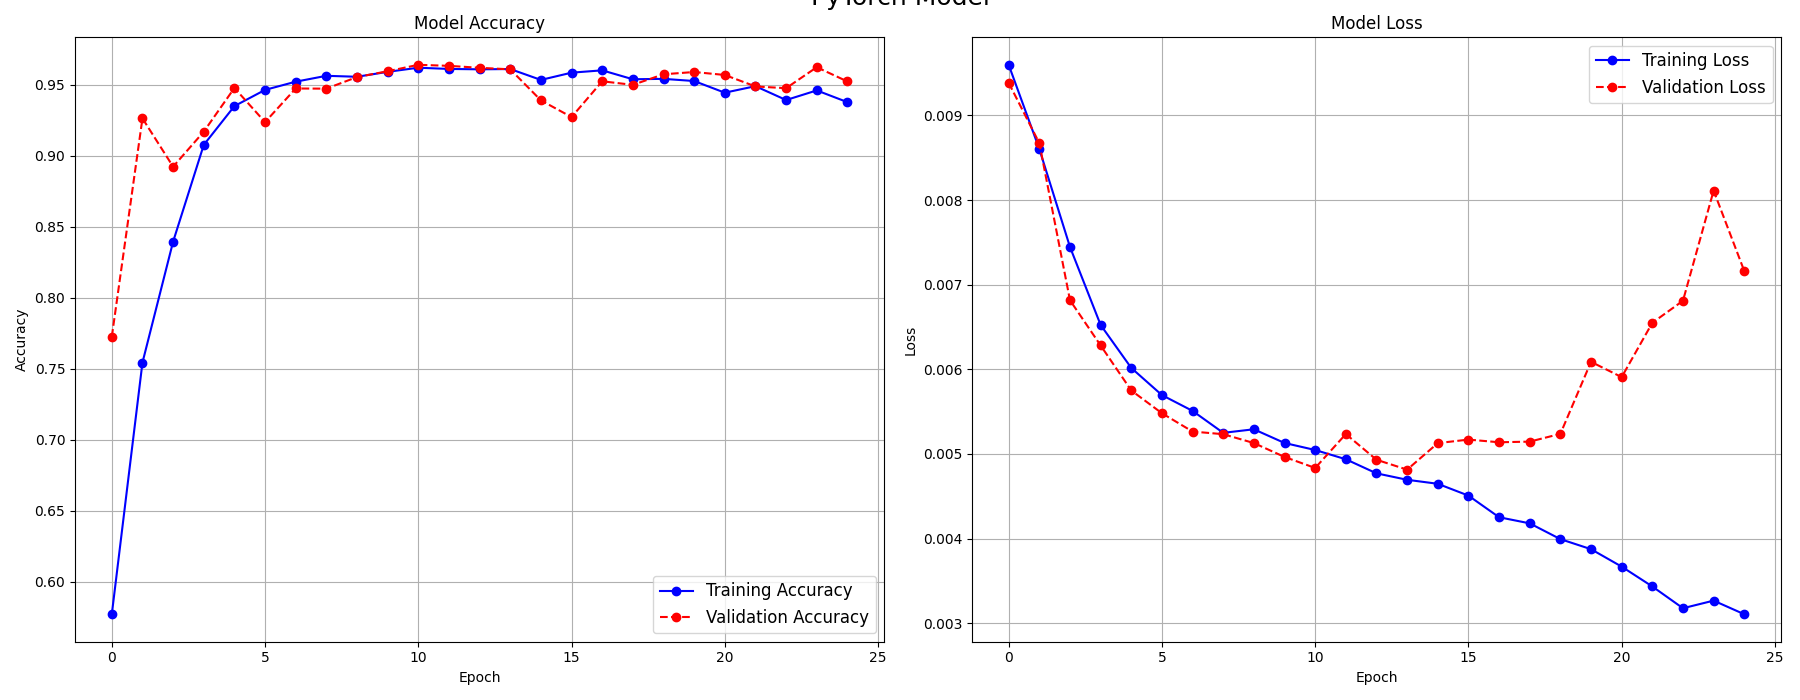 PyTorch Model
Model Accuracy
Accuracy
0.95
0.90
0.85
0.80
0.75
0.70
0.65
0.60
Training Accuracy
Validation Accuracy
0 5 10 15 20 25
Epoch
Model Loss
Loss
0.009
0.008
0.007
0.006
0.005
0.004
0.003
Training Loss
Validation Loss
0 5 10 15 20 25
Epoch